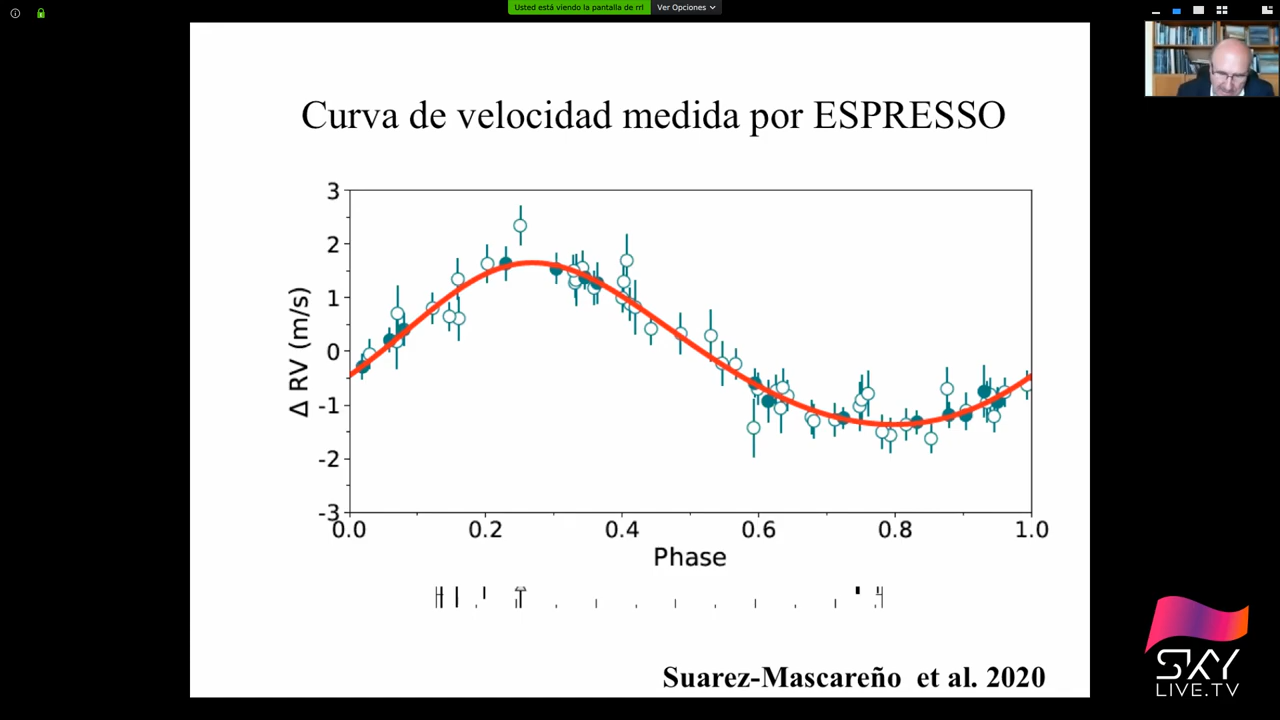 Usted está viendo la pantalla de rrl
Ver Opciones
Curva de velocidad medida por ESPRESSO
3
2
1
0
-1
-2
-3
Δ RV (m/s)
0.0 0.2 0.4 0.6 0.8 1.0
Phase
Suarez-Mascareño et al. 2020
SKY
LIVE.TV